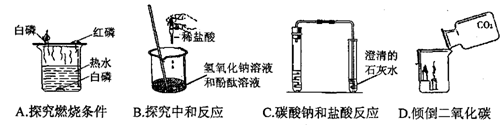 白磷
红磷
热水
白磷
A.探究燃烧条件
稀盐酸
氢氧化钠溶液
和酚酞溶液
B.探究中和反应
澄清的
石灰水
C.碳酸钠和盐酸反应
CO₂
D.倾倒二氧化碳